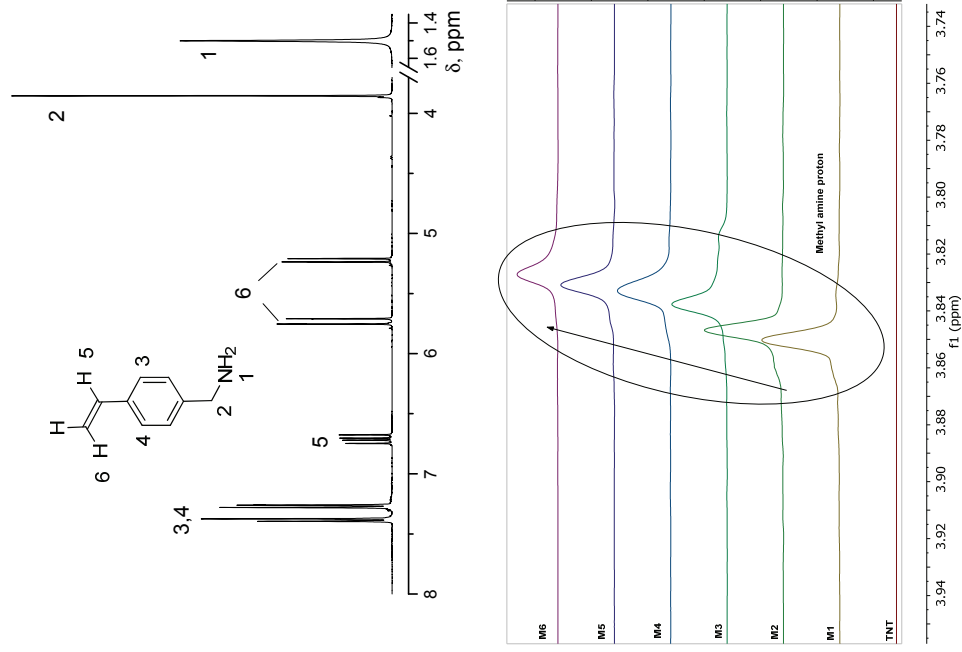 1.4
1.6
δ, ppm
1
2
4
5
6
7
8
6
5
3,4
H
H 5
H
6
3
4
NH2
1
2
M6
M5
M4
M3
M2
M1
TNT
Methyl amine proton
3.74
3.76
3.78
3.80
3.82
3.84
3.86
3.88
3.90
3.92
3.94
f1 (ppm)